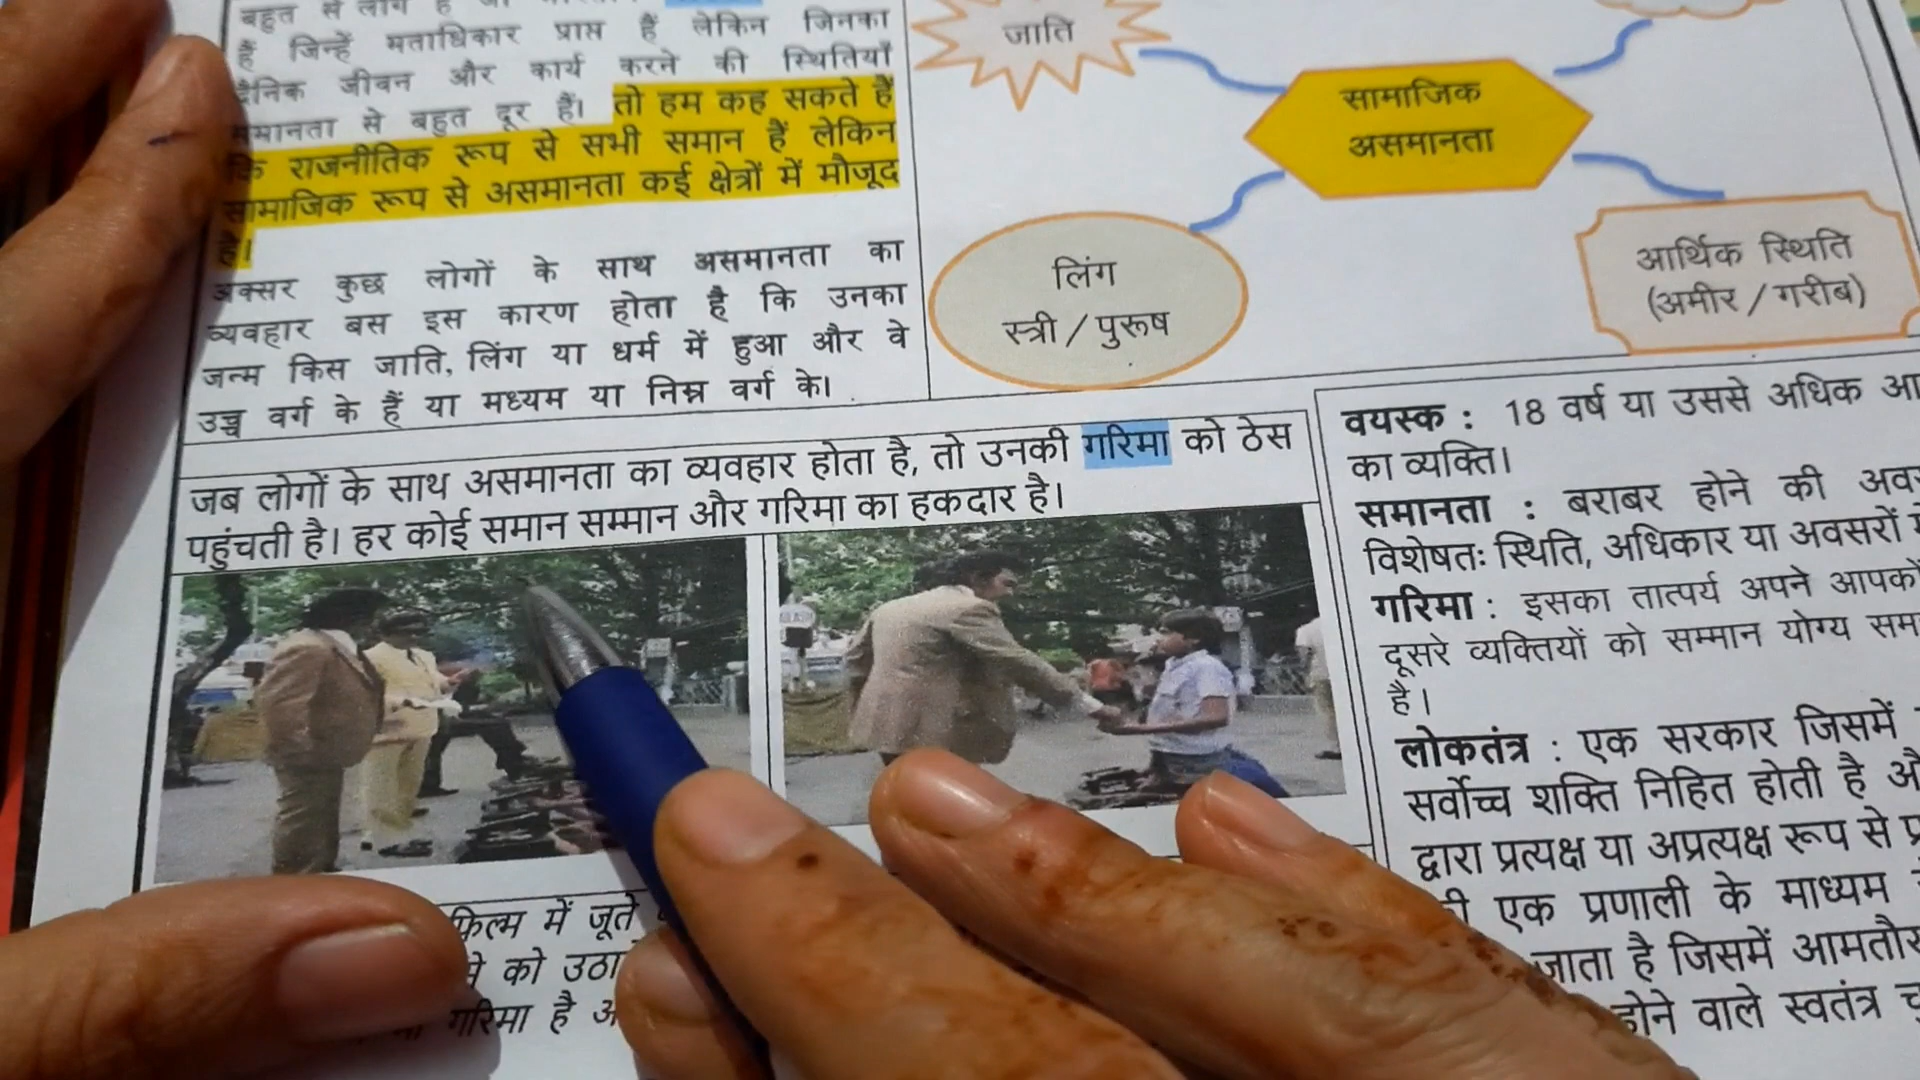 बहुत से लोग हैं
हैं जिन्हें मताधिकार प्राप्त हैं लेकिन जिनका
दैनिक जीवन और कार्य करने की स्थितियाँ
समानता से बहुत दूर हैं। तो हम कह सकते हैं
कि राजनीतिक रूप से सभी समान हैं लेकिन
सामाजिक रूप से असमानता कई क्षेत्रों में मौजूद
है।
अक्सर कुछ लोगों के साथ असमानता का
व्यवहार बस इस कारण होता है कि उनका
जन्म किस जाति, लिंग या धर्म में हुआ और वे
उच्च वर्ग के हैं या मध्यम या निम्न वर्ग के।
जाति
सामाजिक
असमानता
लिंग
स्त्री / पुरूष
आर्थिक स्थिति
(अमीर / गरीब)
जब लोगों के साथ असमानता का व्यवहार होता है, तो उनकी गरिमा को ठेस
पहुंचती है। हर कोई समान सम्मान और गरिमा का हकदार है।
फिल्म में जूते
को उठा
गरिमा है
वयस्क : 18 वर्ष या उससे अधिक
का व्यक्ति।
समानता : बराबर होने की
विशेषतः स्थिति, अधिकार या अवसरों
गरिमा : इसका तात्पर्य अपने आपको
दूसरे व्यक्तियों को सम्मान योग्य
है।
लोकतंत्र : एक सरकार जिसमें
सर्वोच्च शक्ति निहित होती है
द्वारा प्रत्यक्ष या अप्रत्यक्ष रूप से
एक प्रणाली के माध्यम
जाता है जिसमें
होने वाले स्वतंत्र